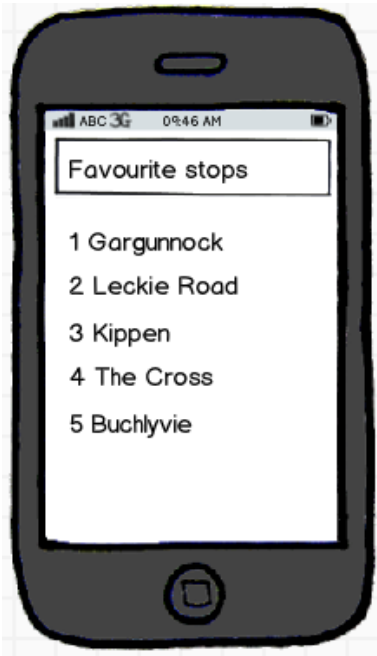 ABC 3G 09:46 AM
Favourite stops
1 Gargunnock
2 Leckie Road
3 Kippen
4 The Cross
5 Buchlyvie